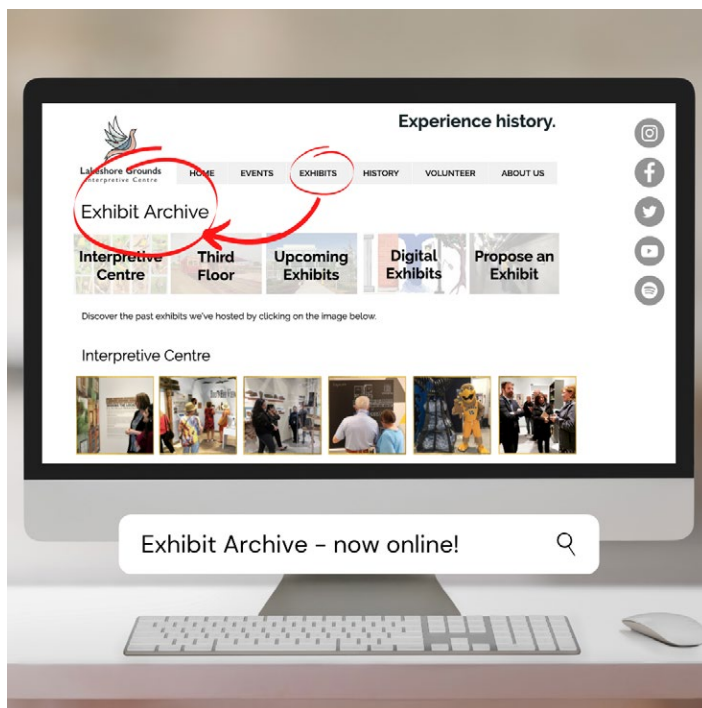 Experience history.
Lakeshore Grounds
Interpretive Centre
HOME EVENTS EXHIBITS HISTORY VOLUNTEER ABOUT US
Exhibit Archive
Interpretive Centre
Third Floor
Upcoming Exhibits
Digital Exhibits
Propose an Exhibit
Discover the past exhibits we've hosted by clicking on the image below.
Interpretive Centre
Exhibit Archive - now online!